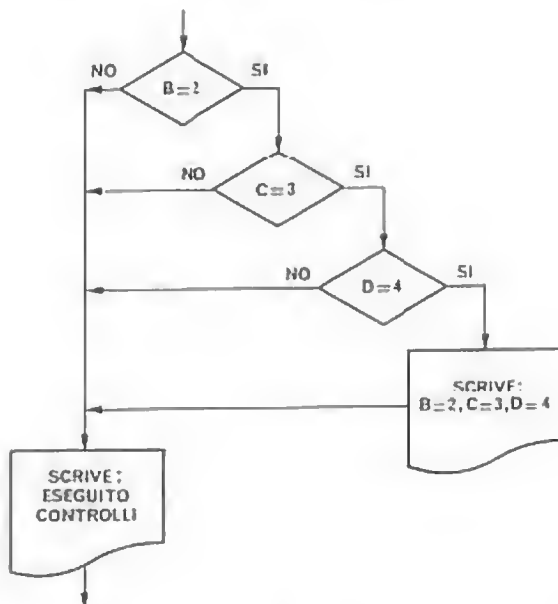 NO
B=2
SI
NO
C=3
SI
NO
D=4
SI
SCRIVE:
B=2,C=3,D=4
SCRIVE:
ESEGUITO
CONTROLLI